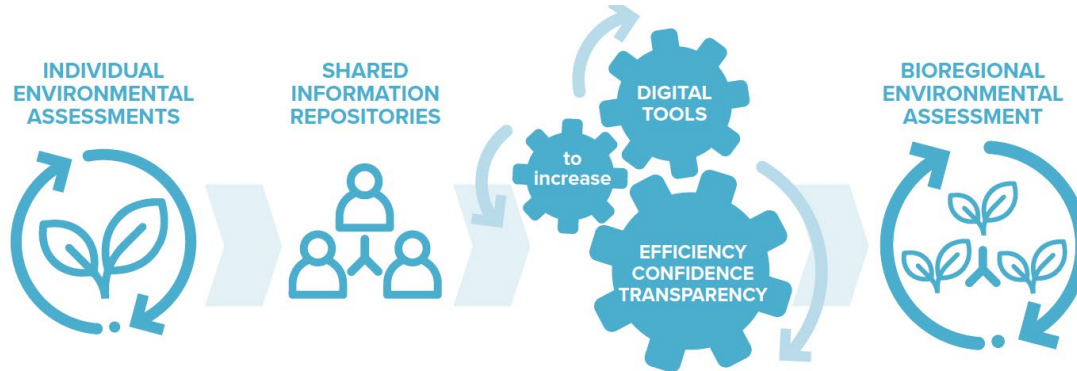 INDIVIDUAL
ENVIRONMENTAL
ASSESSMENTS
SHARED
INFORMATION
REPOSITORIES
DIGITAL
TOOLS
to
increase
EFFICIENCY
CONFIDENCE
TRANSPARENCY
BIOREGIONAL
ENVIRONMENTAL
ASSESSMENT